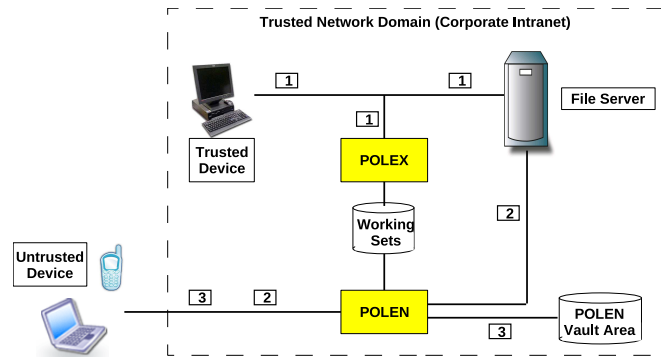 Trusted Network Domain (Corporate Intranet)
1
1
File Server
1
Trusted
Device
POLEX
2
Working
Sets
Untrusted
Device
3
2
POLEN
3
POLEN
Vault Area